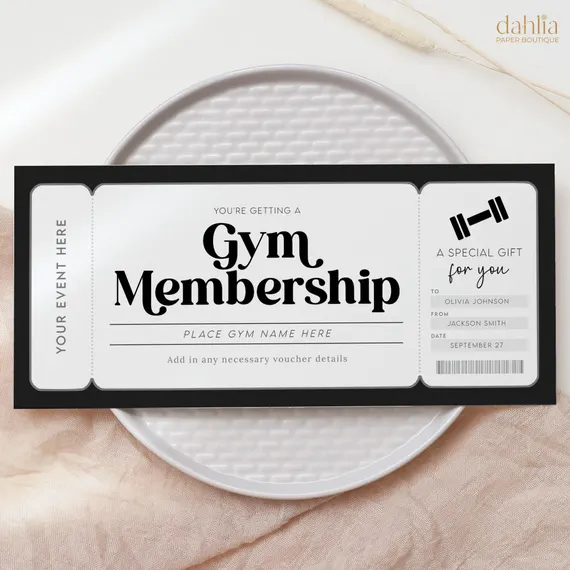 dahlia
PAPER BOUTIQUE
YOUR EVENT HERE
YOU'RE GETTING A
Gym
Membership
PLACE GYM NAME HERE
Add in any necessary voucher details
A SPECIAL GIFT
for you
TO
OLIVIA JOHNSON
FROM
JACKSON SMITH
DATE
SEPTEMBER 27